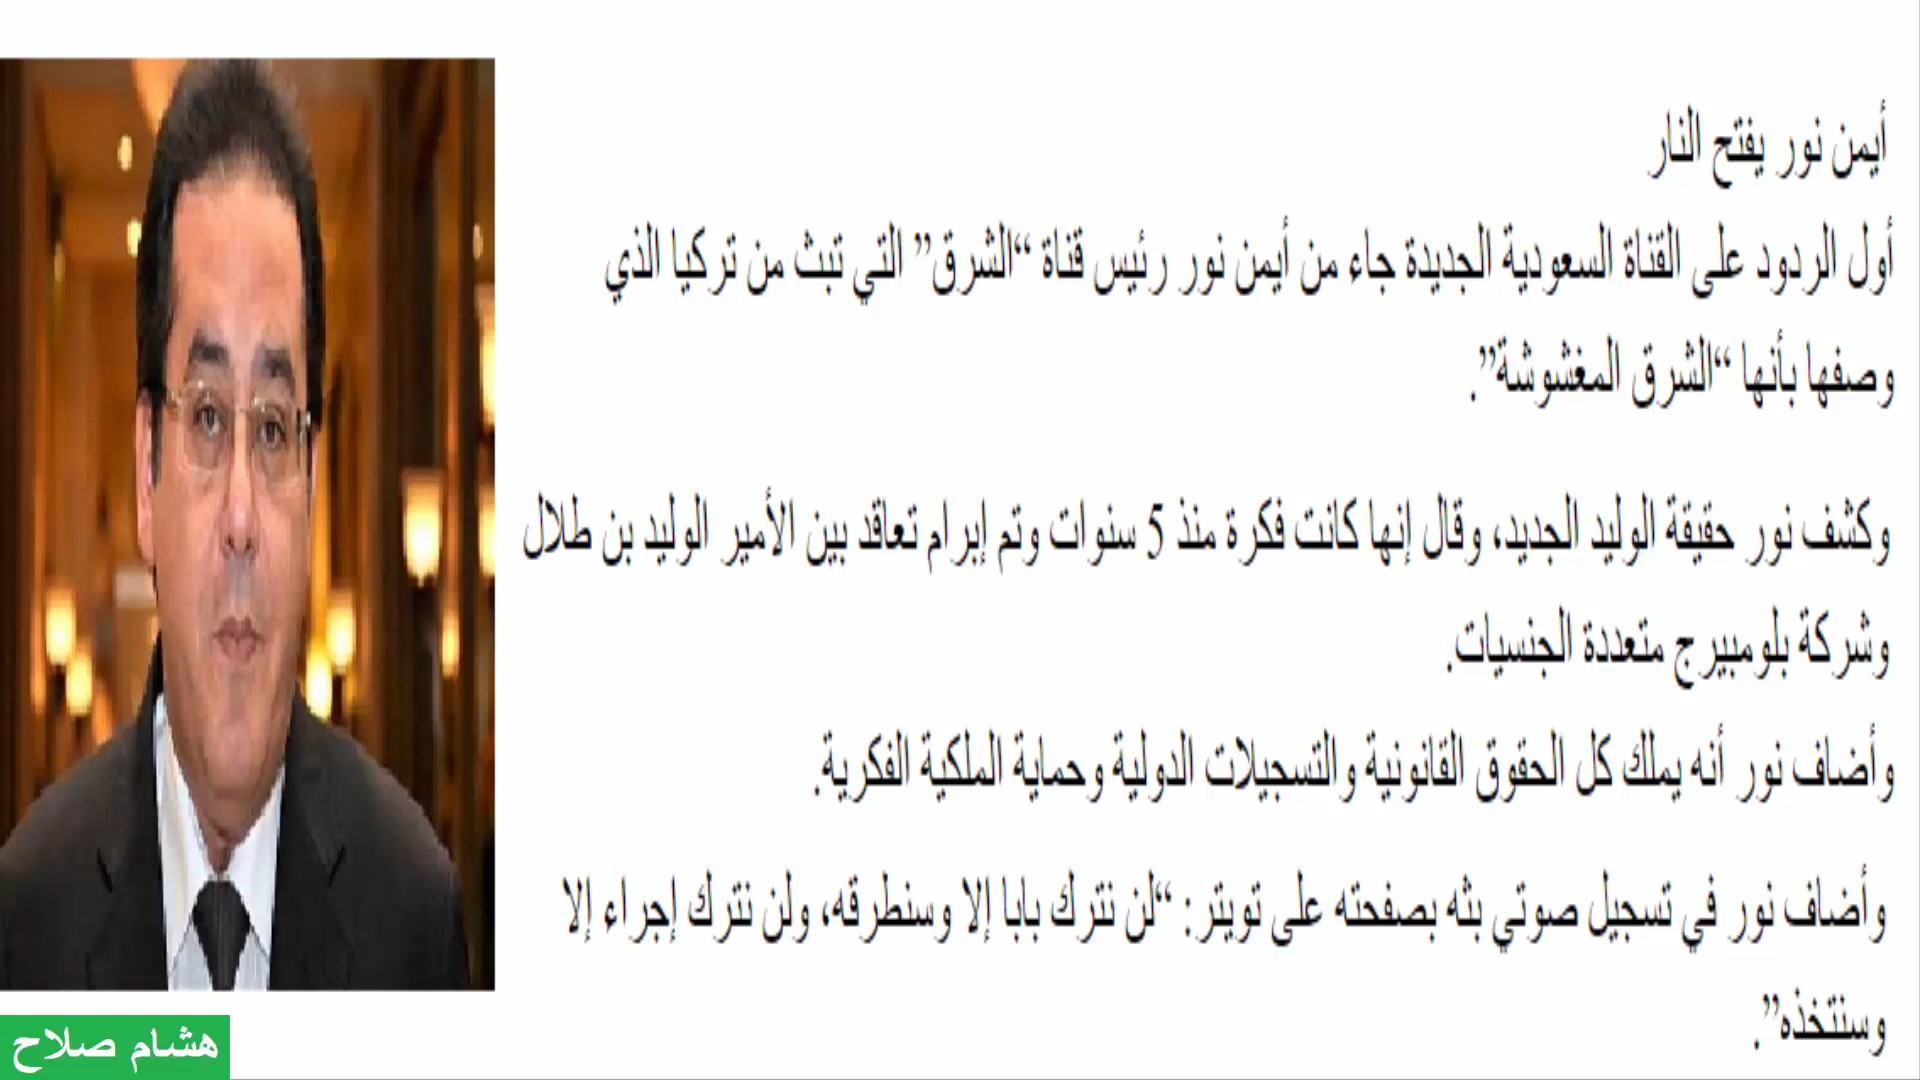 أيمن نور يفتح النار
أول الردود على القناة السعودية الجديدة جاء من أيمن نور رئيس قناة “الشرق” التي تبث من تركيا الذي
وصفها بأنها “الشرق المغشوشة”.
وكشف نور حقيقة الوليد الجديد، وقال إنها كانت فكرة منذ 5 سنوات وتم إبرام تعاقد بين الأمير الوليد بن طلال
وشركة بلومبيرج متعددة الجنسيات.
وأضاف نور أنه يملك كل الحقوق القانونية والتسجيلات الدولية وحماية الملكية الفكرية.
وأضاف نور في تسجيل صوتي بثه بصفحته على تويتر: “لن نترك بابا إلا وسنطرقه، ولن نترك إجراء إلا
وسنتخذه”.
هشام صلاح